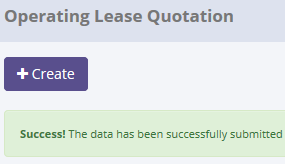 Operating Lease Quotation
+ Create
Success! The data has been successfully submitted